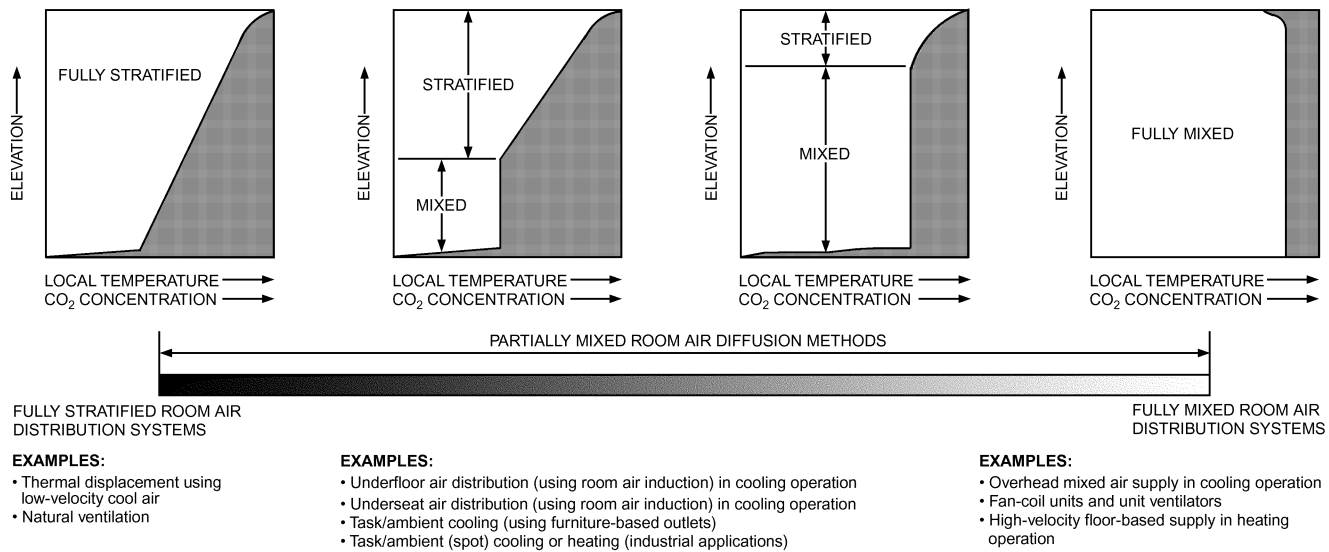 FULLY STRATIFIED
ELEVATION
LOCAL TEMPERATURE
CO₂ CONCENTRATION
STRATIFIED
MIXED
ELEVATION
LOCAL TEMPERATURE
CO₂ CONCENTRATION
STRATIFIED
MIXED
ELEVATION
LOCAL TEMPERATURE
CO₂ CONCENTRATION
FULLY MIXED
ELEVATION
LOCAL TEMPERATURE
CO₂ CONCENTRATION
PARTIALLY MIXED ROOM AIR DIFFUSION METHODS
FULLY STRATIFIED ROOM AIR
DISTRIBUTION SYSTEMS
FULLY MIXED ROOM AIR
DISTRIBUTION SYSTEMS
EXAMPLES:
• Thermal displacement using
low-velocity cool air
• Natural ventilation
EXAMPLES:
• Underfloor air distribution (using room air induction) in cooling operation
• Underseat air distribution (using room air induction) in cooling operation
• Task/ambient cooling (using furniture-based outlets)
• Task/ambient (spot) cooling or heating (industrial applications)
EXAMPLES:
• Overhead mixed air supply in cooling operation
• Fan-coil units and unit ventilators
• High-velocity floor-based supply in heating
operation